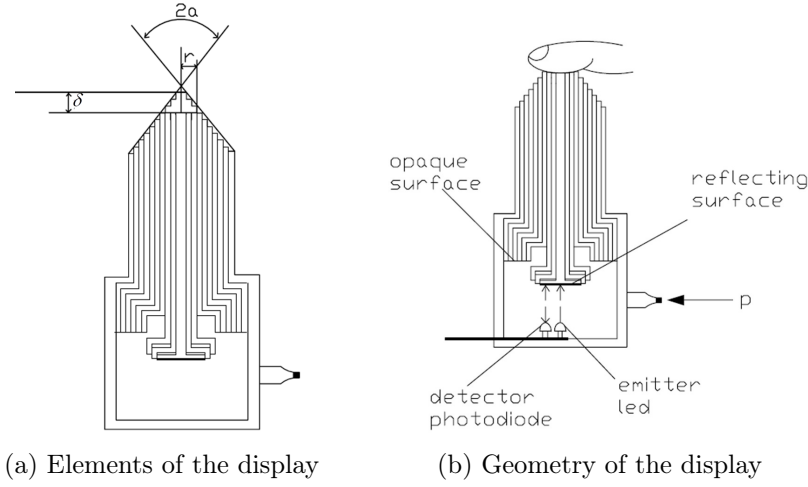 2a
r
δ
opaque
surface
reflecting
surface
p
detector
photodiode
emitter
led
(a) Elements of the display
(b) Geometry of the display